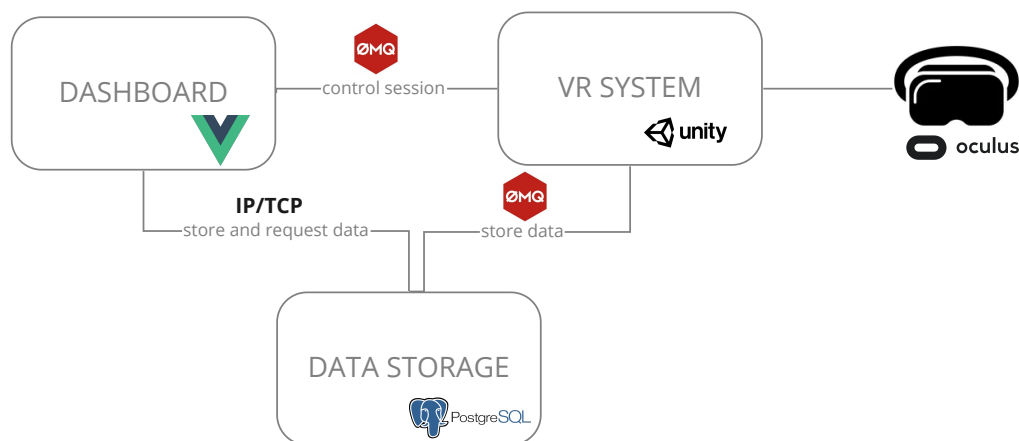 ØMQ
control session
DASHBOARD
VR SYSTEM
unity
oculus
IP/TCP
store and request data
ØMQ
store data
DATA STORAGE
PostgreSQL